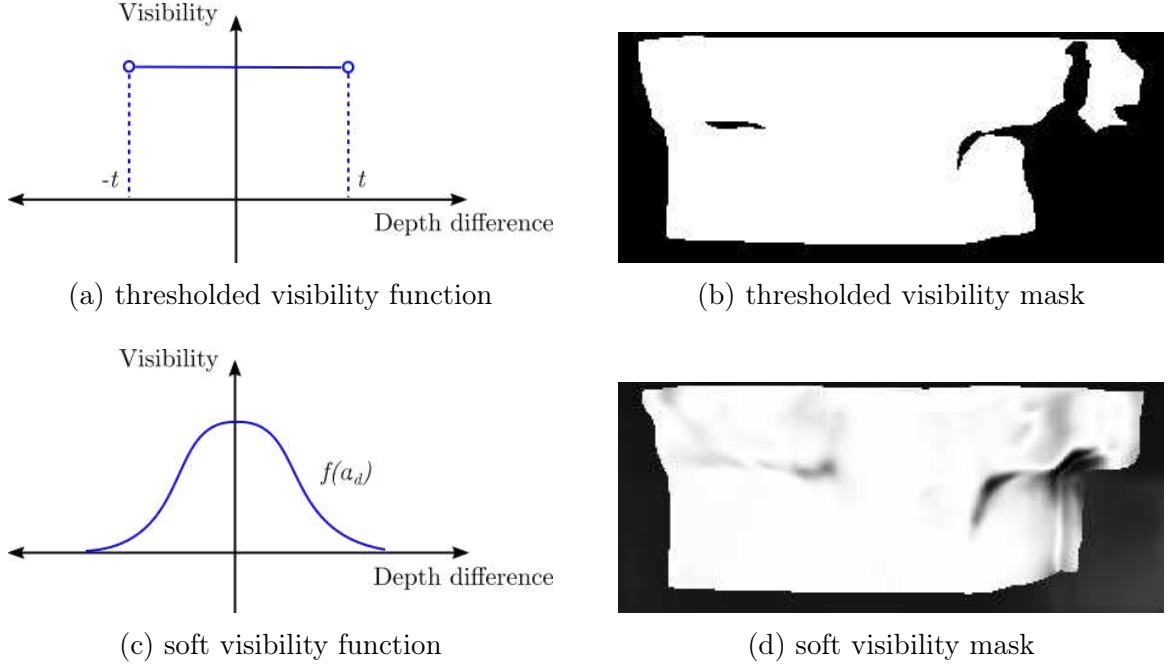 Visibility
-t
t
Depth difference
(a) thresholded visibility function
(b) thresholded visibility mask
Visibility
f(a_d)
Depth difference
(c) soft visibility function
(d) soft visibility mask